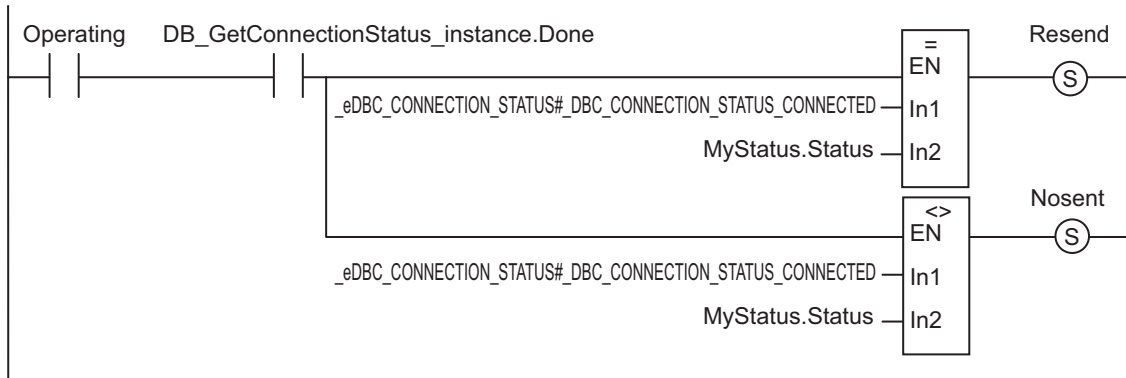 Operating DB_GetConnectionStatus_instance.Done
=
EN
Resend
S
_eDBC_CONNECTION_STATUS#_DBC_CONNECTION_STATUS_CONNECTED
In1
MyStatus.Status
In2
<>
EN
Nosent
S
_eDBC_CONNECTION_STATUS#_DBC_CONNECTION_STATUS_CONNECTED
In1
MyStatus.Status
In2